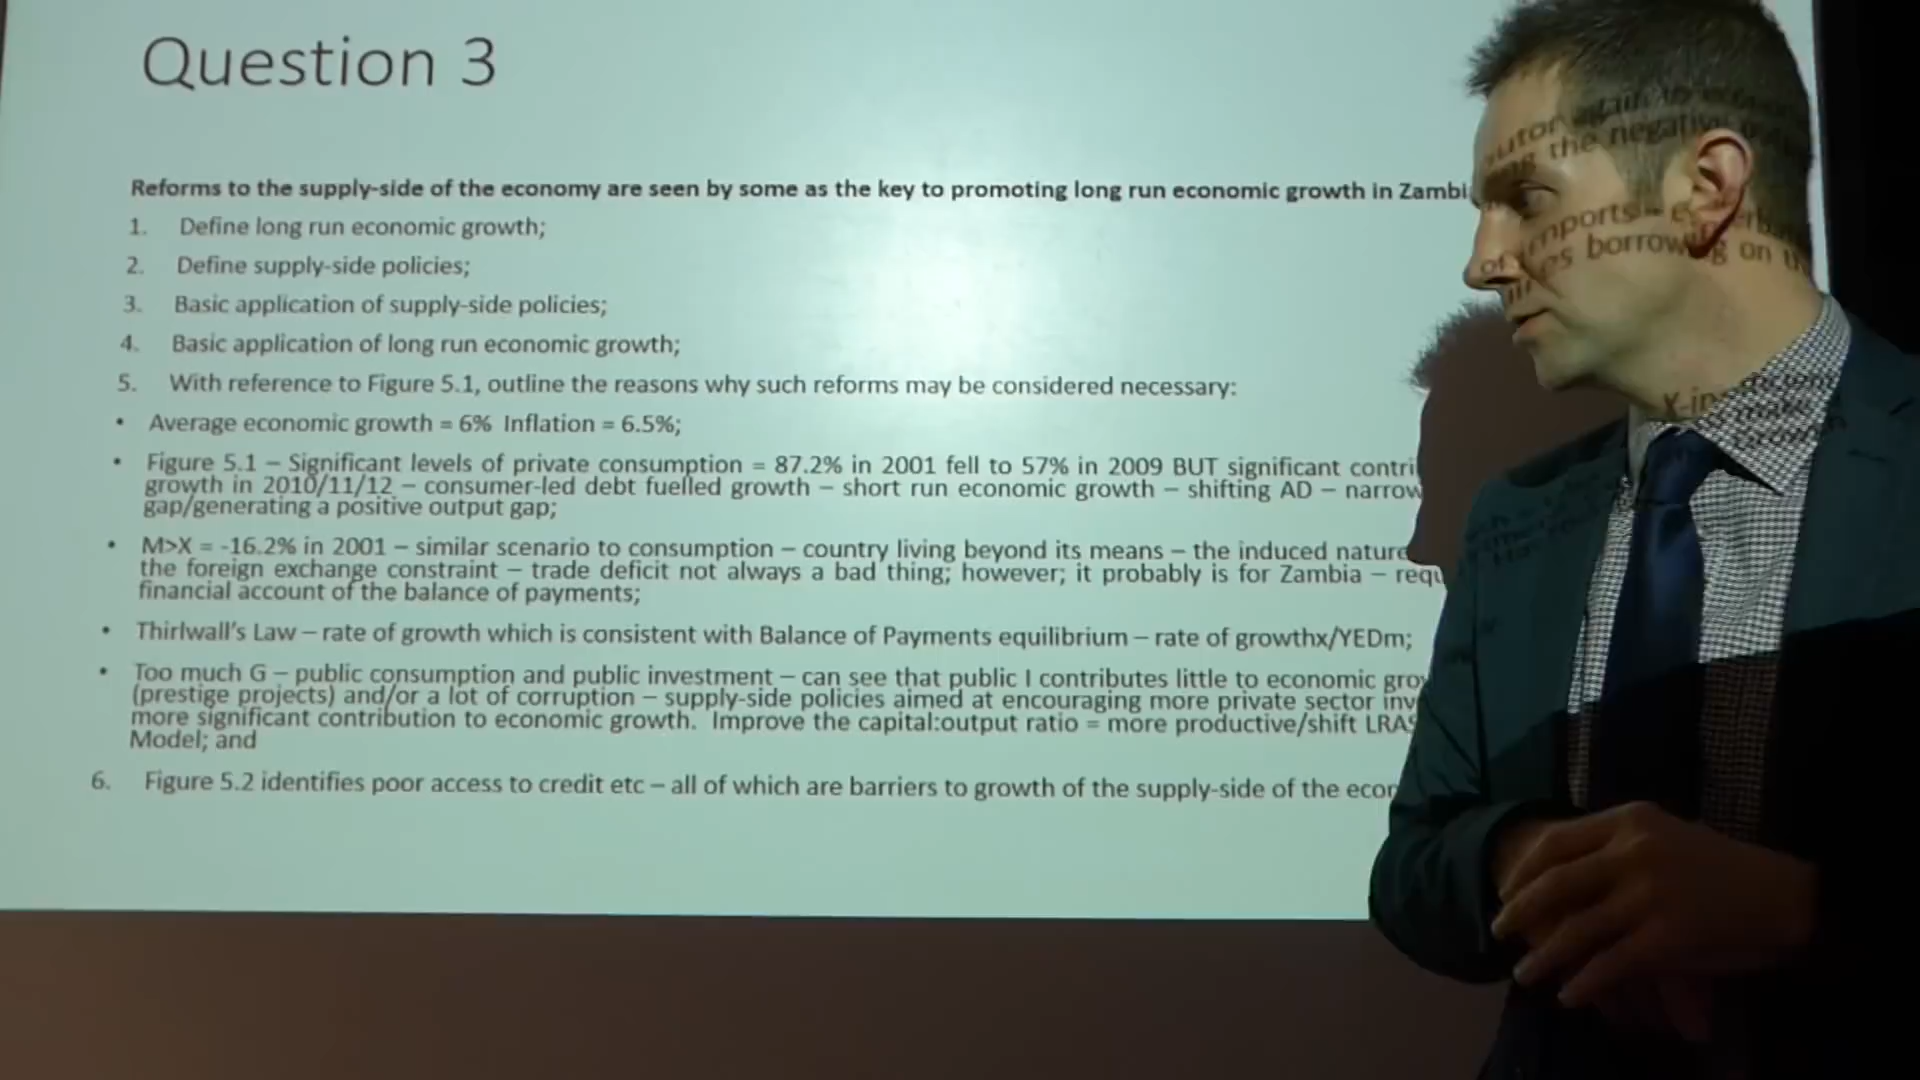 Question 3
Reforms to the supply-side of the economy are seen by some as the key to promoting long run economic growth in Zambi
1. Define long run economic growth;
2. Define supply-side policies;
3. Basic application of supply-side policies;
4. Basic application of long run economic growth;
5. With reference to Figure 5.1, outline the reasons why such reforms may be considered necessary:
• Average economic growth = 6% Inflation = 6.5%;
• Figure 5.1 – Significant levels of private consumption = 87.2% in 2001 fell to 57% in 2009 BUT significant contri
growth in 2010/11/12 – consumer-led debt fuelled growth – short run economic growth – shifting AD – narrow
gap/generating a positive output gap;
• M>X = -16.2% in 2001 – similar scenario to consumption – country living beyond its means – the induced nature
the foreign exchange constraint – trade deficit not always a bad thing; however; it probably is for Zambia – requ
financial account of the balance of payments;
• Thirlwall's Law – rate of growth which is consistent with Balance of Payments equilibrium – rate of growthx/YEDm;
• Too much G – public consumption and public investment – can see that public I contributes little to economic grow
(prestige projects) and/or a lot of corruption – supply-side policies aimed at encouraging more private sector inv
more significant contribution to economic growth. Improve the capital:output ratio = more productive/shift LRAS
Model; and
6. Figure 5.2 identifies poor access to credit etc – all of which are barriers to growth of the supply-side of the econ
the negative
of imports –
borrowing on